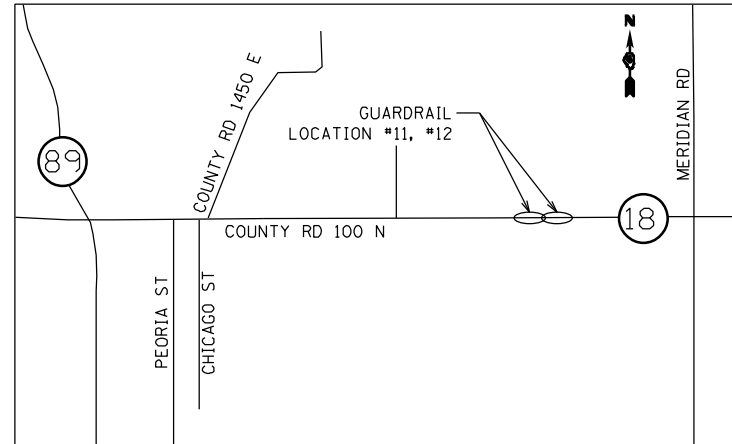 N
MERIDIAN RD
COUNTY RD 1450 E
GUARDRAIL
LOCATION #11, #12
89
18
COUNTY RD 100 N
PEORIA ST
CHICAGO ST